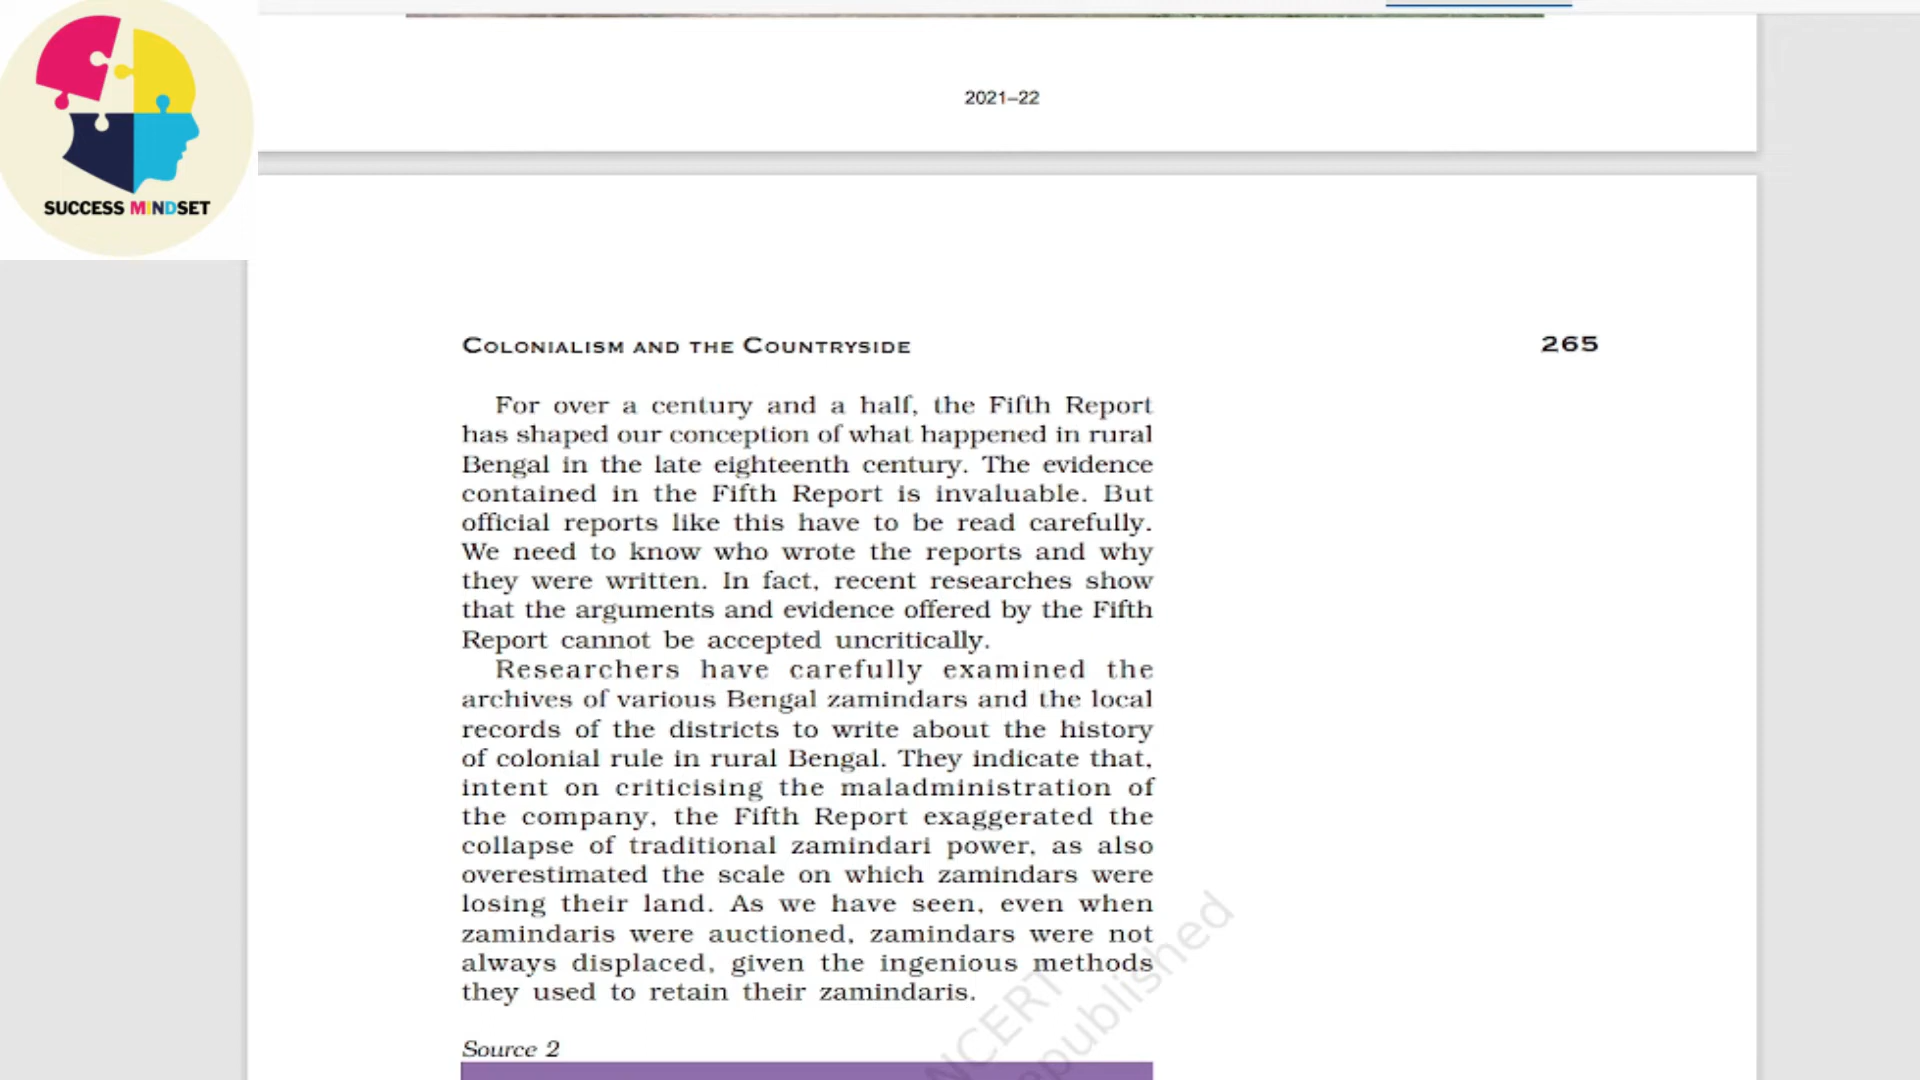 SUCCESS MINDSET
2021–22
COLONIALISM AND THE COUNTRYSIDE
265
For over a century and a half, the Fifth Report
has shaped our conception of what happened in rural
Bengal in the late eighteenth century. The evidence
contained in the Fifth Report is invaluable. But
official reports like this have to be read carefully.
We need to know who wrote the reports and why
they were written. In fact, recent researches show
that the arguments and evidence offered by the Fifth
Report cannot be accepted uncritically.
Researchers have carefully examined the
archives of various Bengal zamindars and the local
records of the districts to write about the history
of colonial rule in rural Bengal. They indicate that,
intent on criticising the maladministration of
the company, the Fifth Report exaggerated the
collapse of traditional zamindari power, as also
overestimated the scale on which zamindars were
losing their land. As we have seen, even when
zamindaris were auctioned, zamindars were not
always displaced, given the ingenious methods
they used to retain their zamindaris.
Source 2
NCERT